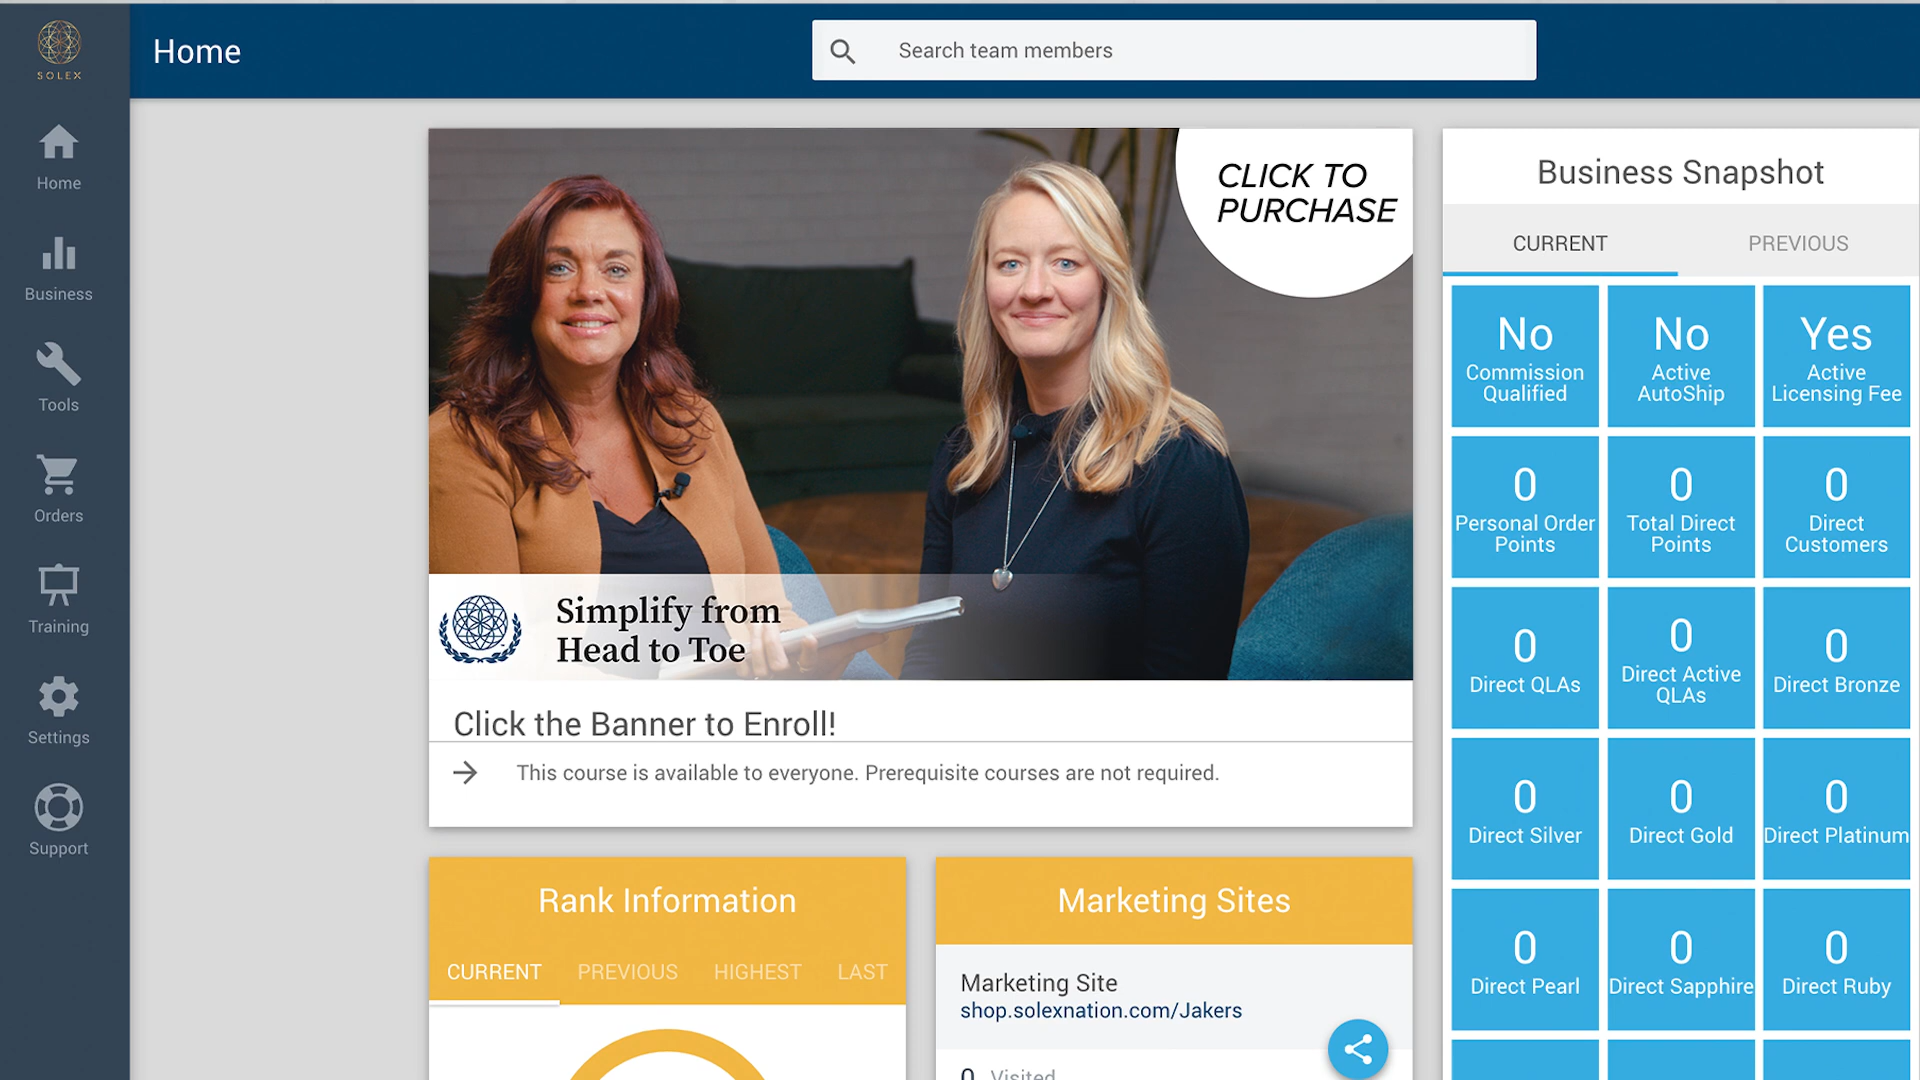 SOLEX
Home
Search team members
Home
Business
Tools
Orders
Training
Settings
Support
CLICK TO
PURCHASE
Simplify from
Head to Toe
Click the Banner to Enroll!
This course is available to everyone. Prerequisite courses are not required.
Rank Information
CURRENT PREVIOUS HIGHEST LAST
Marketing Sites
Marketing Site
shop.solexnation.com/Jakers
0 Visited
Business Snapshot
CURRENT PREVIOUS
No
Commission
Qualified
No
Active
AutoShip
Yes
Active
Licensing Fee
0
Personal Order
Points
0
Total Direct
Points
0
Direct
Customers
0
Direct QLAs
0
Direct Active
QLAs
0
Direct Bronze
0
Direct Silver
0
Direct Gold
0
Direct Platinum
0
Direct Pearl
0
Direct Sapphire
0
Direct Ruby